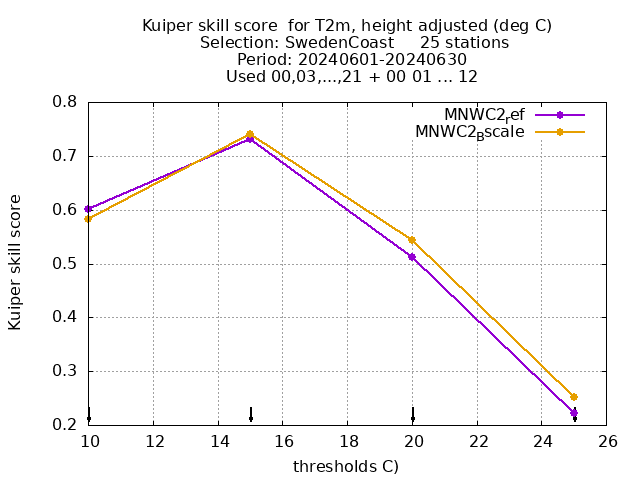 Kuiper skill score  for T2m, height adjusted (deg C)
Selection: SwedenCoast     25 stations
Period: 20240601-20240630
Used 00,03,...,21 + 00 01 ... 12
MNWC2ref
MNWC2Bscale
0.8
0.7
0.6
0.5
0.4
0.3
0.2
Kuiper skill score
10 12 14 16 18 20 22 24 26
thresholds C)